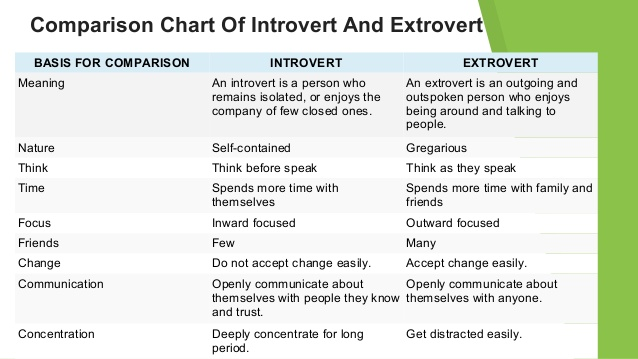 Comparison Chart Of Introvert And Extrovert
BASIS FOR COMPARISON INTROVERT EXTROVERT
Meaning An introvert is a person who An extrovert is an outgoing and
remains isolated, or enjoys the outspoken person who enjoys
company of few closed ones. being around and talking to
people.
Nature Self-contained Gregarious
Think Think before speak Think as they speak
Time Spends more time with Spends more time with family and
themselves friends
Focus Inward focused Outward focused
Friends Few Many
Change Do not accept change easily. Accept change easily.
Communication Openly communicate about Openly communicate about
themselves with people they know themselves with anyone.
and trust.
Concentration Deeply concentrate for long Get distracted easily.
period.